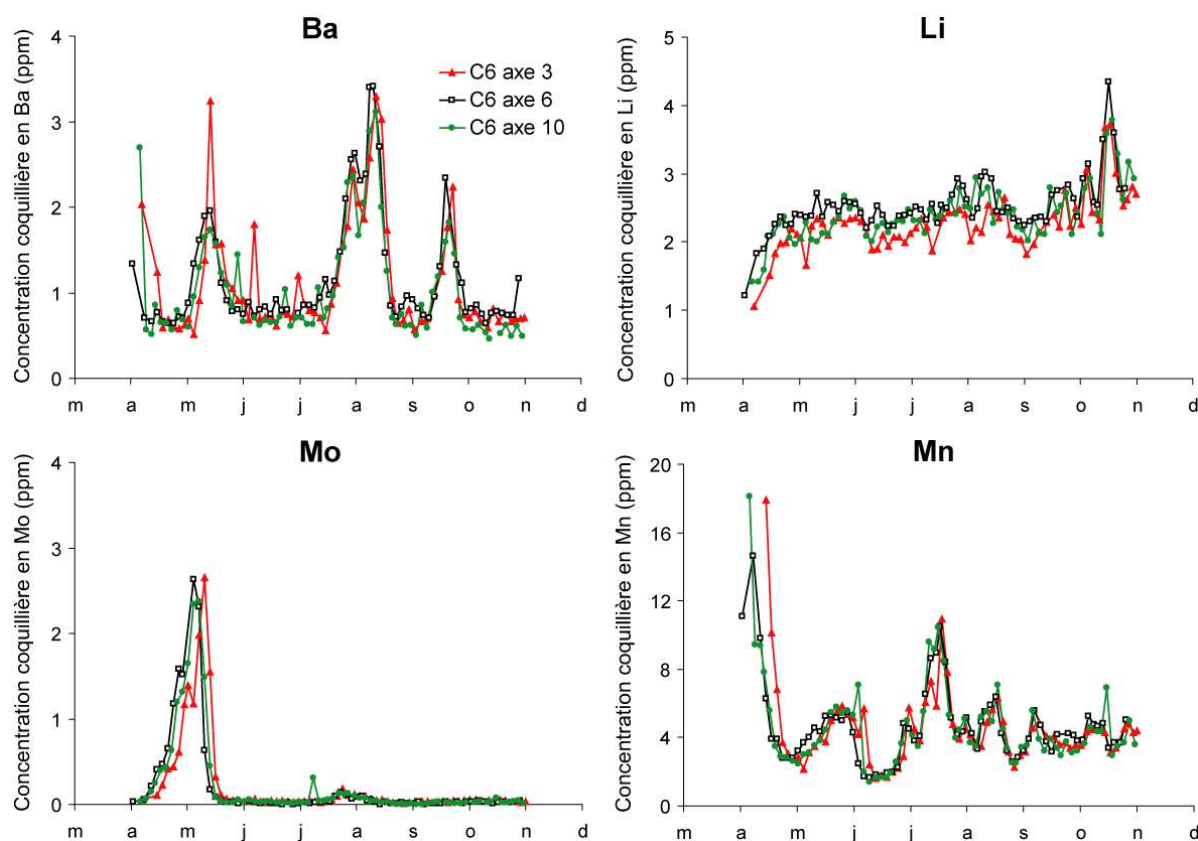 Ba
Concentration coquillière en Ba (ppm)
4
3
2
1
0
C6 axe 3
C6 axe 6
C6 axe 10
m a m j j a s o n d
Li
Concentration coquillière en Li (ppm)
5
4
3
2
1
0
m a m j j a s o n d
Mo
Concentration coquillière en Mo (ppm)
4
3
2
1
0
m a m j j a s o n d
Mn
Concentration coquillière en Mn (ppm)
20
16
12
8
4
0
m a m j j a s o n d